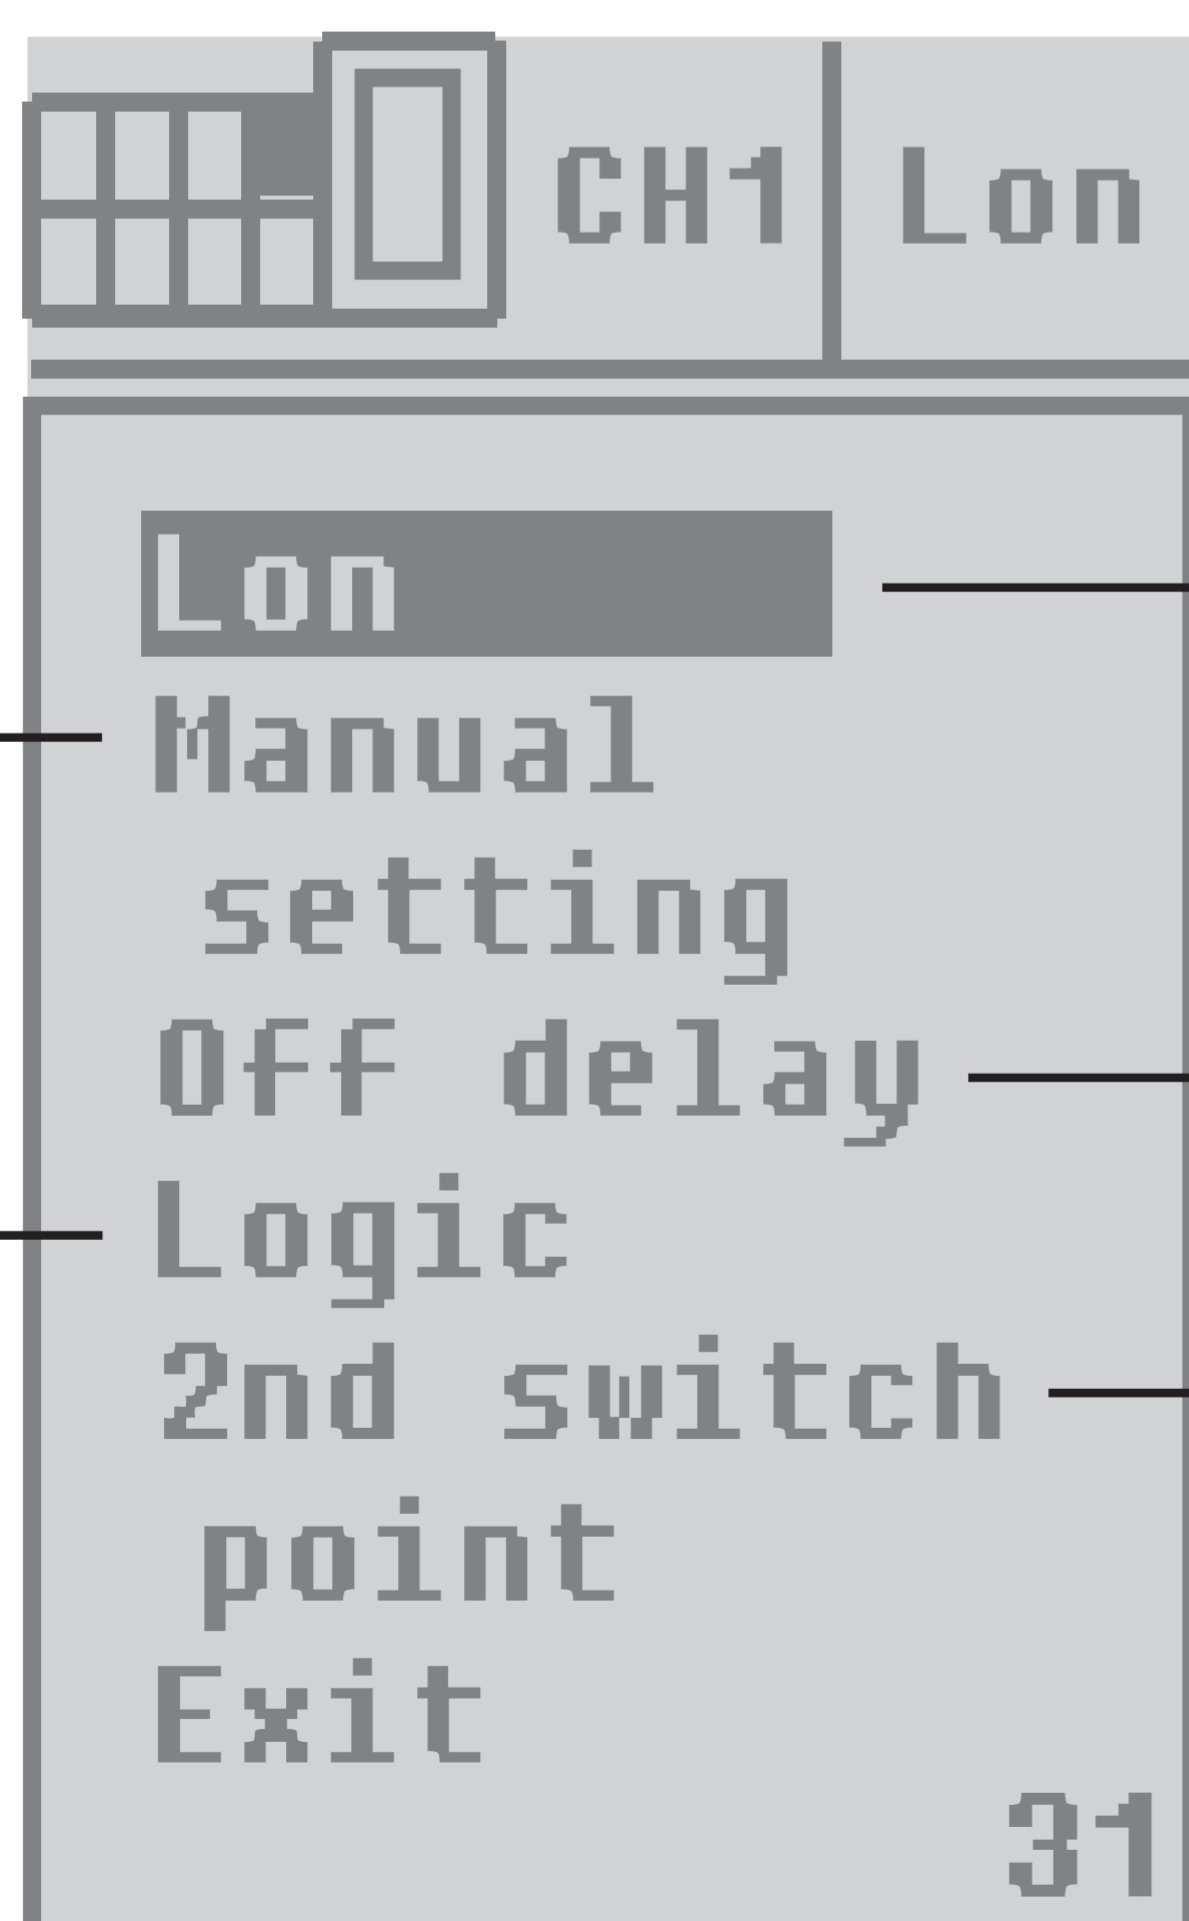 CH1 Lon
Lon
Manual
setting
Off delay
Logic
2nd switch
point
Exit
31